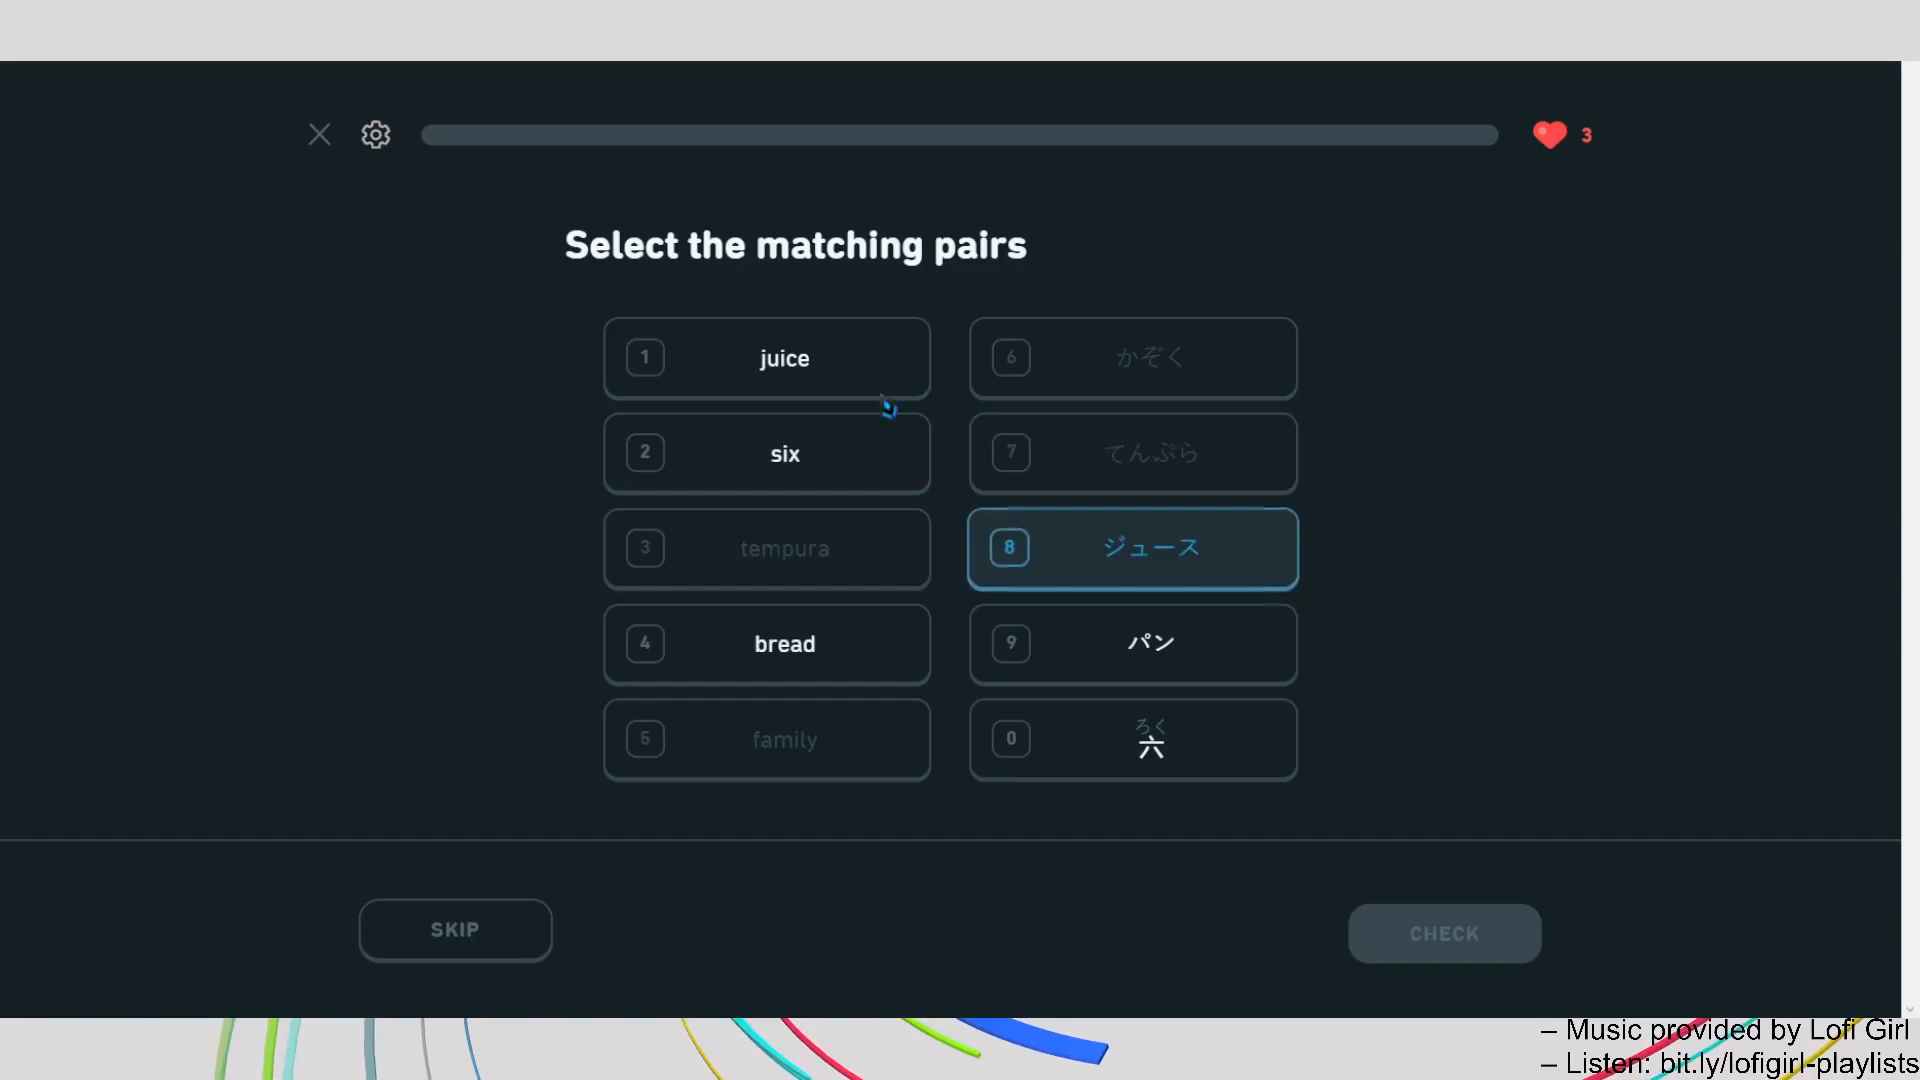 3
Select the matching pairs
1 juice
6 かぞく
2 six
7 てんぷら
3 tempura
8 ジュース
4 bread
9 パン
5 family
ろく
0 六
SKIP
CHECK
– Music provided by Lofi Girl
– Listen: bit.ly/lofigirl-playlists